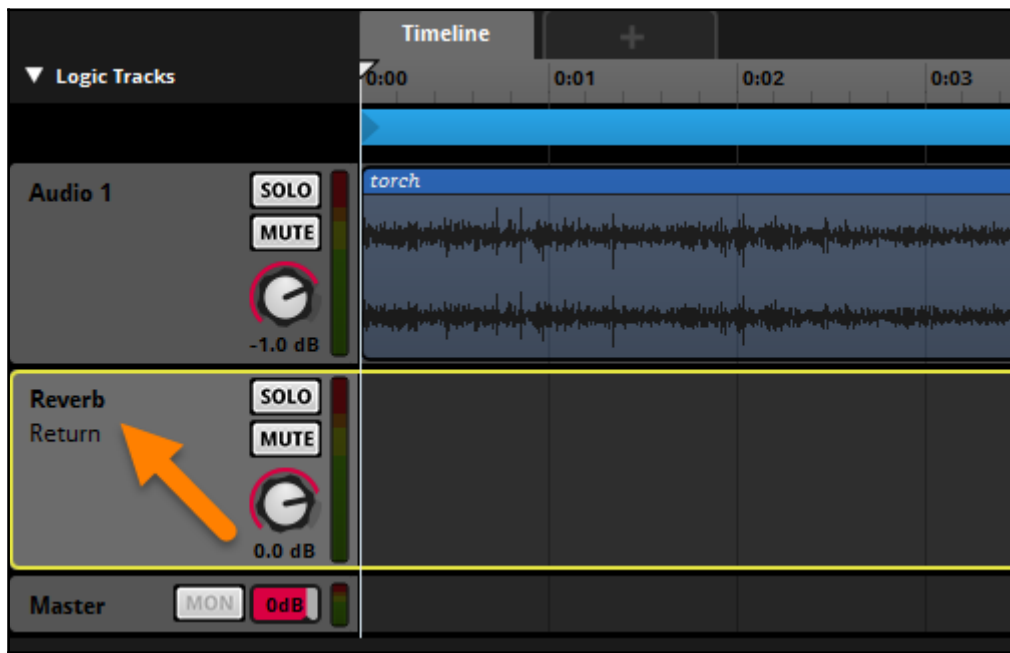 Timeline
+
▼ Logic Tracks
0:00 0:01 0:02 0:03
Audio 1
SOLO
MUTE
-1.0 dB
torch
Reverb
Return
SOLO
MUTE
0.0 dB
Master
MON
0dB